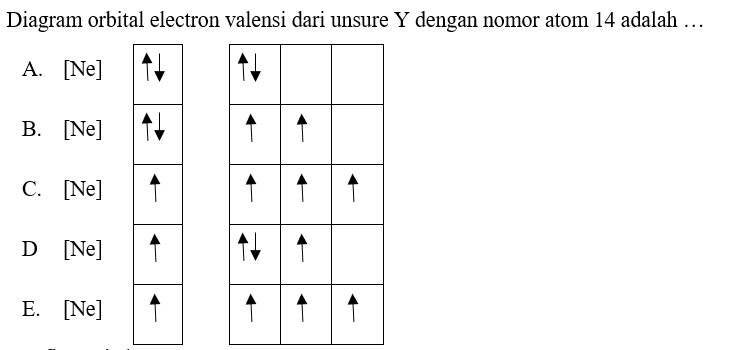 Diagram orbital electron valensi dari unsure Y dengan nomor atom 14 adalah …
A. [Ne] ↑↓ ↑↓
B. [Ne] ↑↓ ↑ ↑
C. [Ne] ↑ ↑ ↑ ↑
D [Ne] ↑ ↑↓ ↑
E. [Ne] ↑ ↑ ↑ ↑